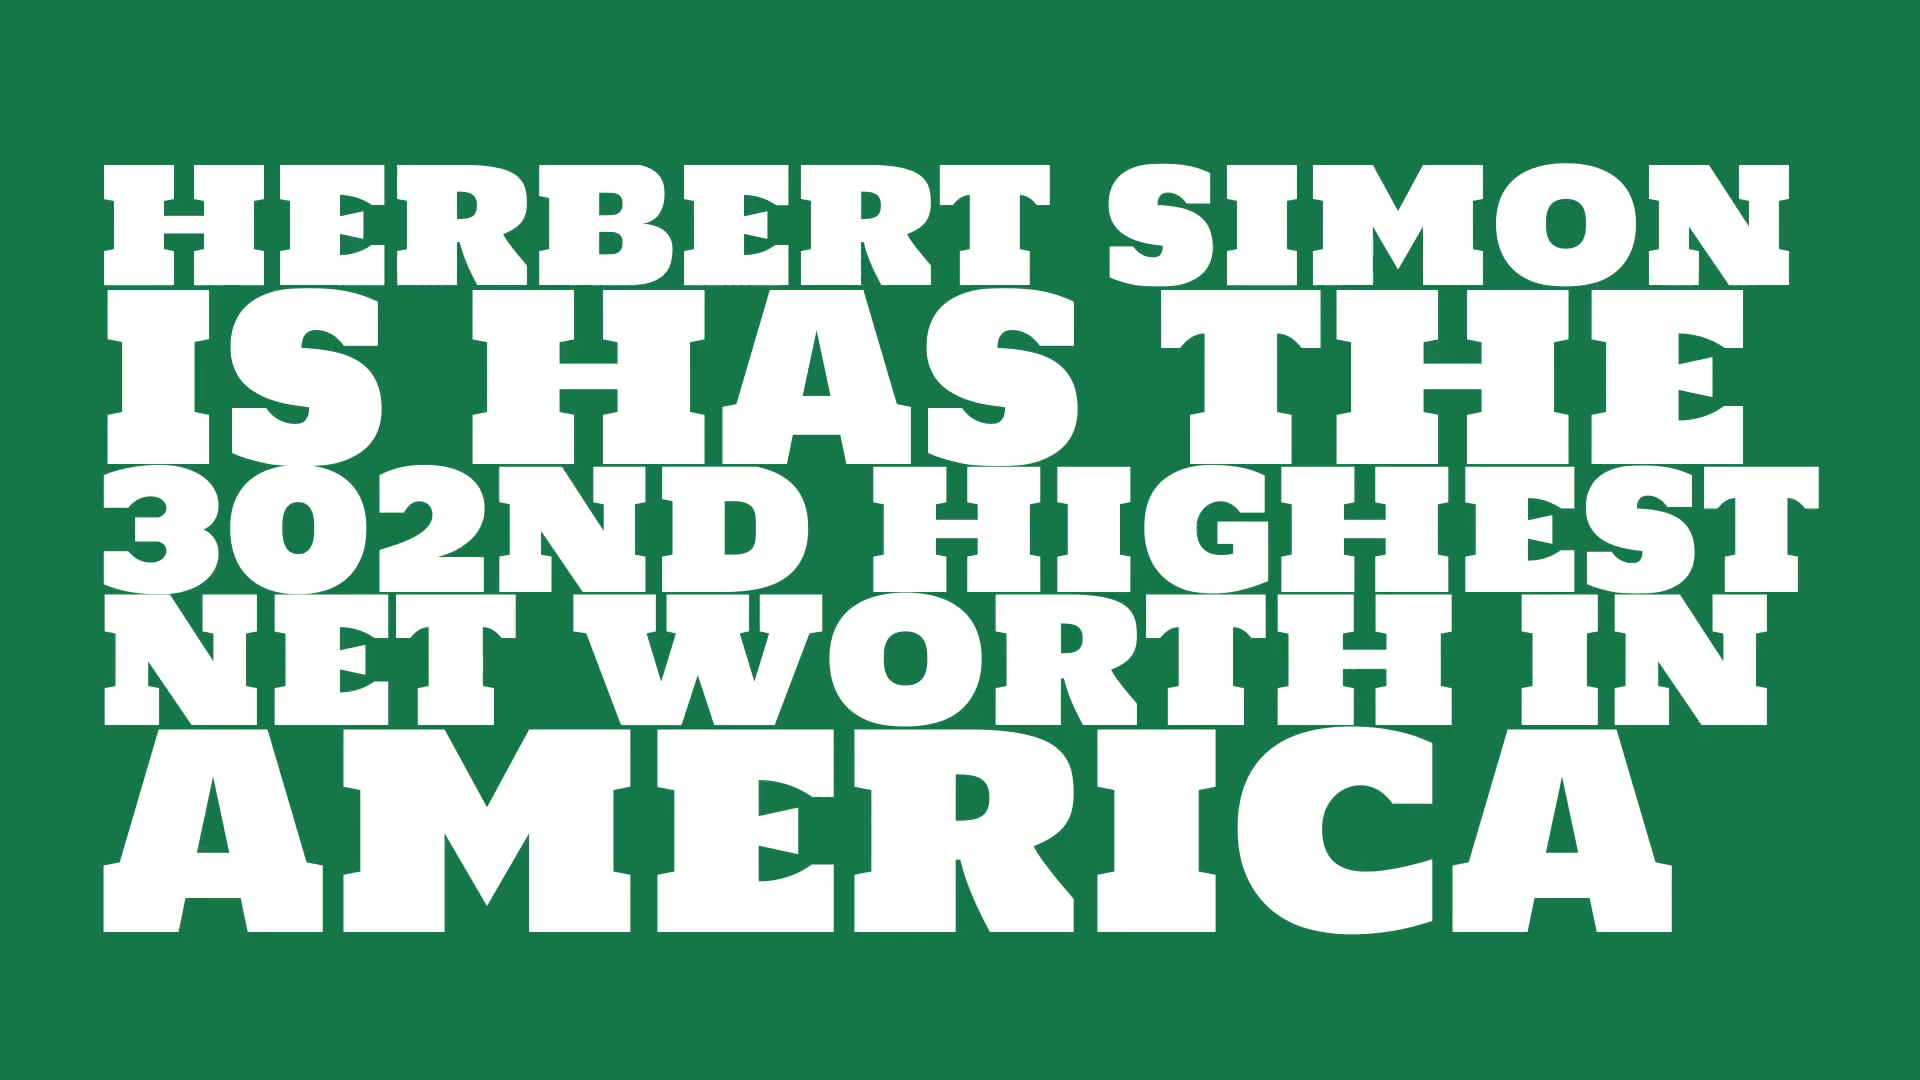 HERBERT SIMON
IS HAS THE
302ND HIGHEST
NET WORTH IN
AMERICA